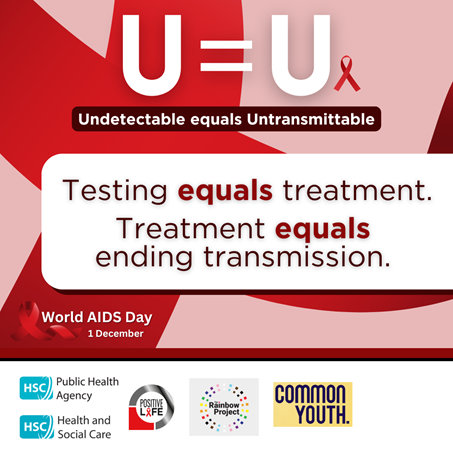 U=U
Undetectable equals Untransmittable
Testing equals treatment.
Treatment equals
ending transmission.
World AIDS Day
1 December
HSC Public Health
Agency
HSC Health and
Social Care
POSITIVE
LIFE
The
Rainbow
Project
COMMON
YOUTH.